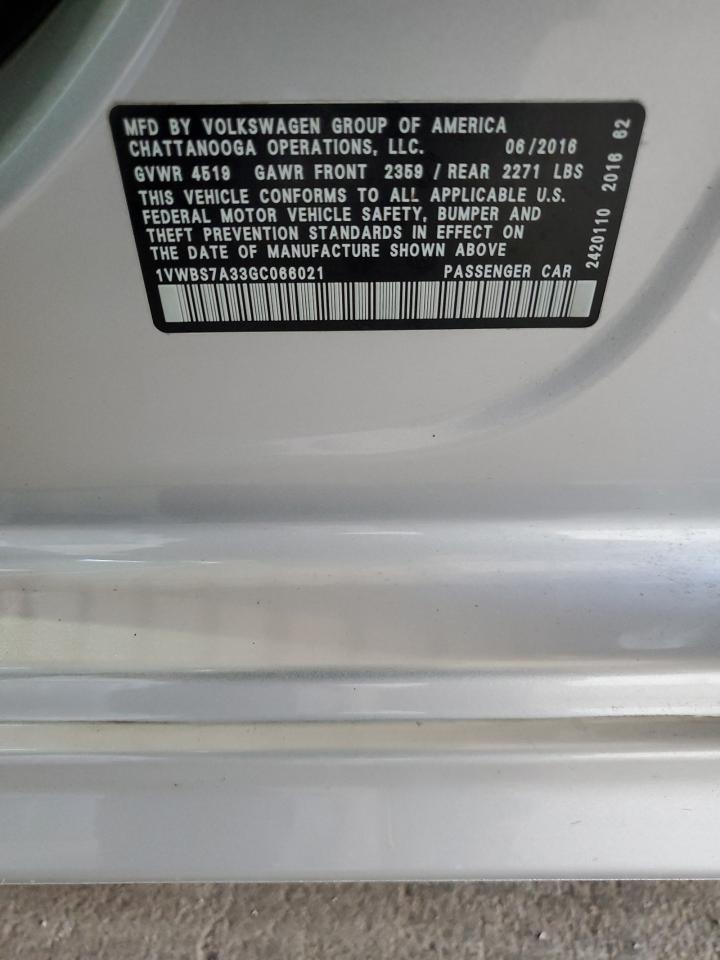 MFD BY VOLKSWAGEN GROUP OF AMERICA
CHATTANOOGA OPERATIONS, LLC. 06/2016
GVWR 4519 GAWR FRONT 2359 / REAR 2271 LBS
THIS VEHICLE CONFORMS TO ALL APPLICABLE U.S.
FEDERAL MOTOR VEHICLE SAFETY, BUMPER AND
THEFT PREVENTION STANDARDS IN EFFECT ON
THE DATE OF MANUFACTURE SHOWN ABOVE
1VWBS7A33GC066021 PASSENGER CAR
2420110 2016 62